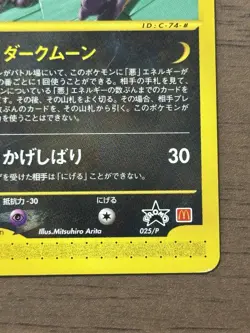 ID:C-74-#
ダークムーン
がバトル場にいて、このポケモンに「悪」エネルギーが
番に1回使うことができる。相手の手札を見て、
ンについている「悪」エネルギーの数ぶんまでのカードを
す。その後、その山札をよく切る。その場合、相手プレ
ぶんのカードを、その山札から引く。このカードが
力を使うことはできない。
かげしばり 30
を受けた相手は「にげる」ことができない。
抵抗力 -30 にげる
Illus.Mitsuhiro Arita
025/P